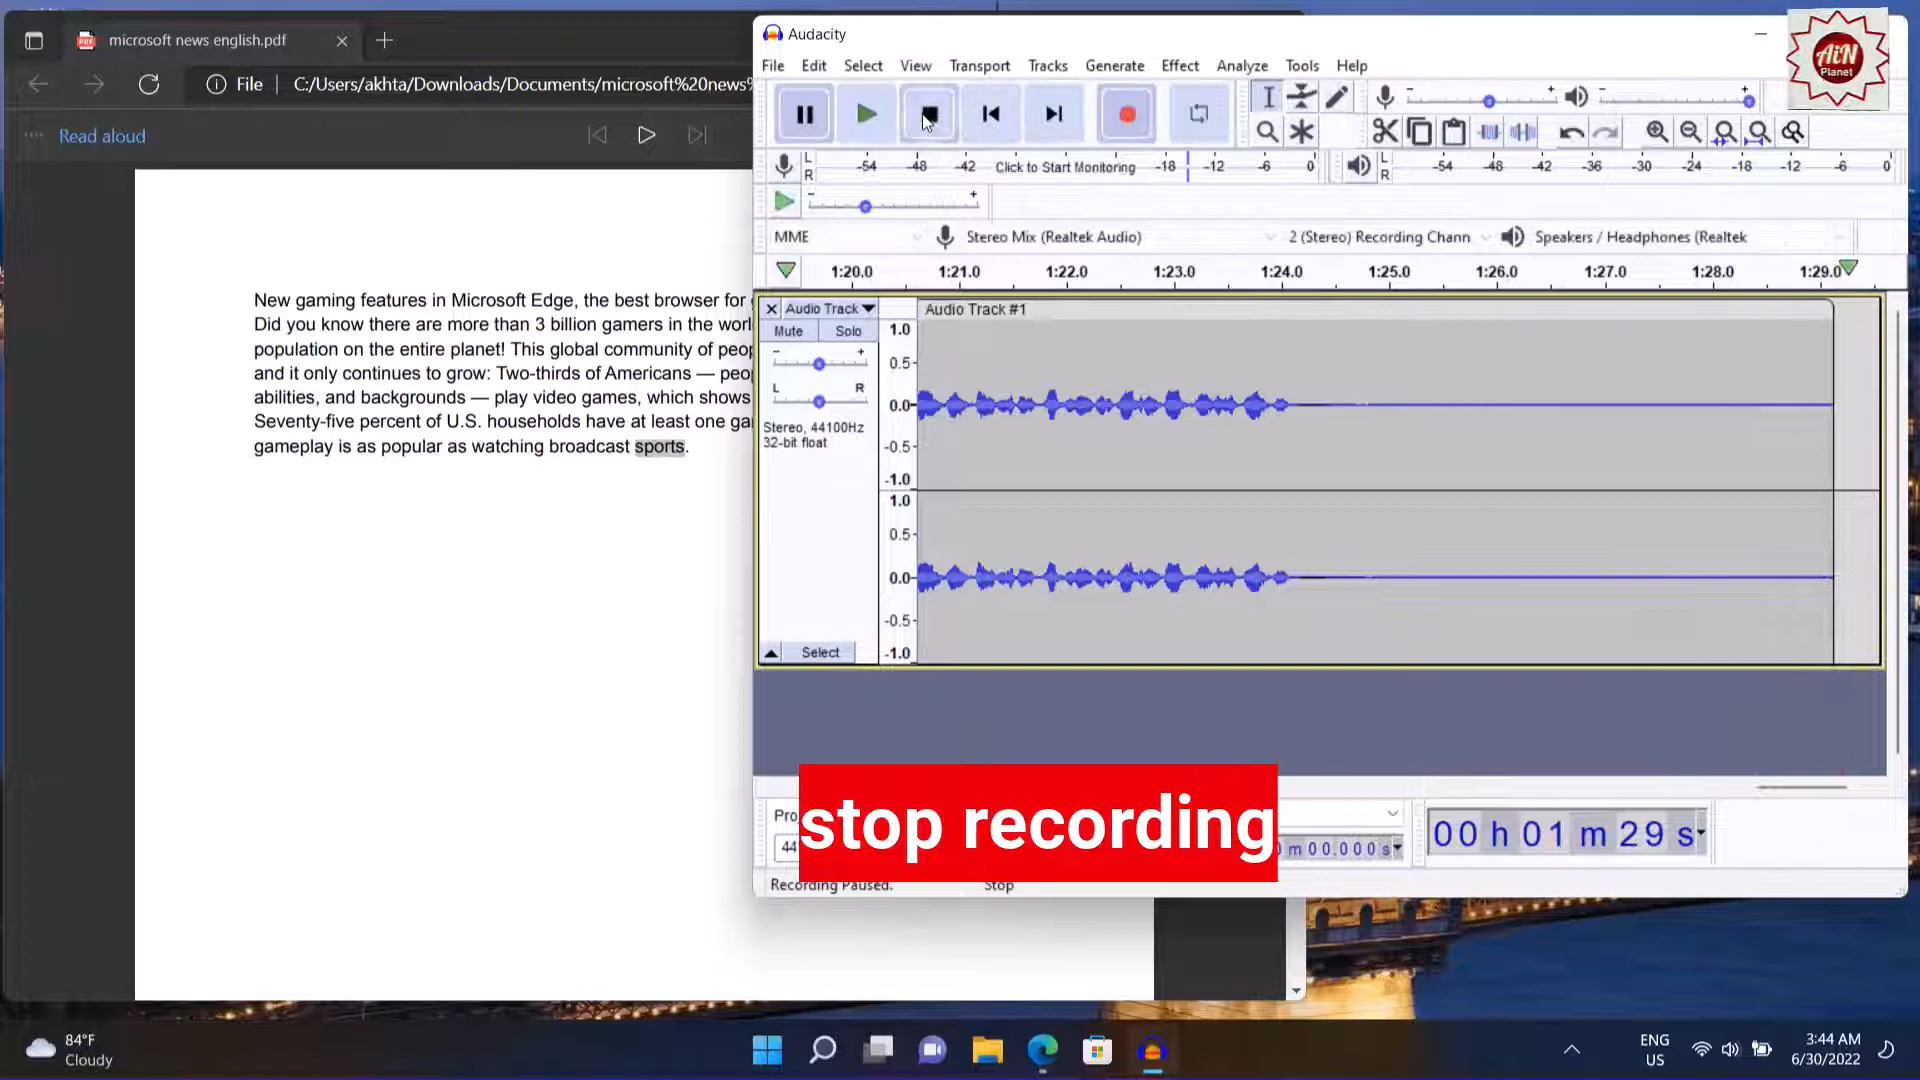 microsoft news english.pdf
File
C:/Users/akhta/Downloads/Documents/microsoft%20news%
Read aloud
New gaming features in Microsoft Edge, the best browser for
Did you know there are more than 3 billion gamers in the
population on the entire planet! This global community of
and it only continues to grow: Two-thirds of Americans —
abilities, and backgrounds — play video games, which shows
Seventy-five percent of U.S. households have at least one
gameplay is as popular as watching broadcast sports.
Audacity
AiN
Planet
File Edit Select View Transport Tracks Generate Effect Analyze Tools Help
L
R
-54 -48 -42 Click to Start Monitoring -18 -12 -6 0
L
R
-54 -48 -42 -36 -30 -24 -18 -12 -6 0
MME
Stereo Mix (Realtek Audio)
2 (Stereo) Recording Chann
Speakers / Headphones (Realtek
1:20.0 1:21.0 1:22.0 1:23.0 1:24.0 1:25.0 1:26.0 1:27.0 1:28.0 1:29.0
Audio Track
Audio Track #1
Mute Solo
L R
Stereo, 44100Hz
32-bit float
Select
1.0
0.5
0.0
-0.5
-1.0
1.0
0.5
0.0
-0.5
-1.0
stop recording
m 00.000 s
00 h 01 m 29 s
Recording Paused.
Stop
84°F
Cloudy
ENG
US
3:44 AM
6/30/2022